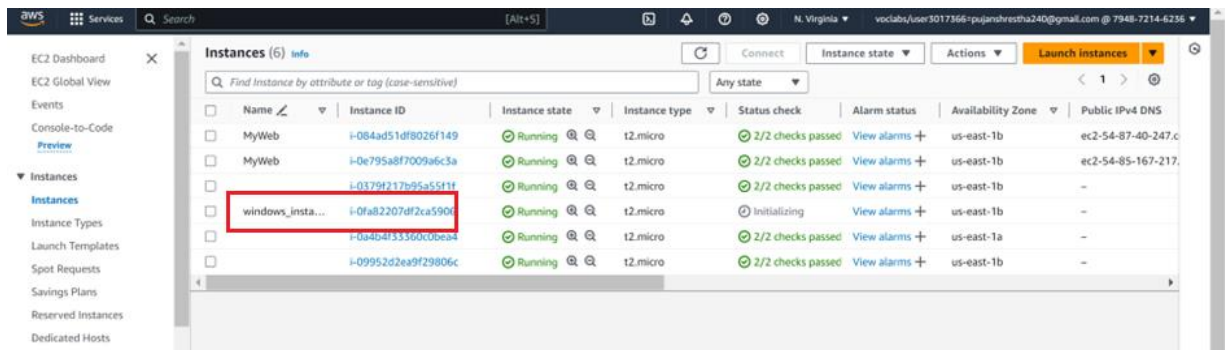 aws Services Search [Alt+S] N. Virginia ▼ voclabs/user3017366=pujanshrestha240@gmail.com @ 7948-7214-6236 ▼
EC2 Dashboard
EC2 Global View
Events
Console-to-Code
Preview
▼ Instances
Instances
Instance Types
Launch Templates
Spot Requests
Savings Plans
Reserved Instances
Dedicated Hosts
Instances (6) Info Connect Instance state ▼ Actions ▼ Launch instances ▼
Find Instance by attribute or tag (case-sensitive) Any state ▼ < 1 >
Name Instance ID Instance state Instance type Status check Alarm status Availability Zone Public IPv4 DNS
MyWeb i-084ad51df8026f149 Running t2.micro 2/2 checks passed View alarms + us-east-1b ec2-54-87-40-247.c
MyWeb i-0e795a8f7009a6c3a Running t2.micro 2/2 checks passed View alarms + us-east-1b ec2-54-85-167-217.
i-0379f217b95a55f1f Running t2.micro 2/2 checks passed View alarms + us-east-1b –
windows_insta... i-0fa82207df2ca5900 Running t2.micro Initializing View alarms + us-east-1b –
i-0a4b4f33360c0bea4 Running t2.micro 2/2 checks passed View alarms + us-east-1a –
i-09952d2ea9f29806c Running t2.micro 2/2 checks passed View alarms + us-east-1b –